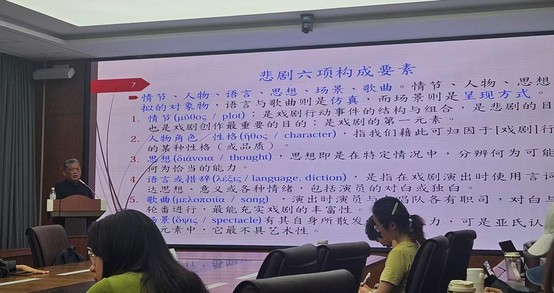 7
悲剧六项构成要素
情节、人物、语言、思想、场景、歌曲。情节、人物、思想
拟的对象物，语言与歌曲则是仿真，而场景则是呈现方式。
1. 情节(μῦθος / plot)；是戏剧行动事件的结构与组合，是悲剧的目
也是戏剧创作最重要的目的；是戏剧的第一元素。
2. 人物角色／性格(ἦθος / character)，指我们藉此可归因于[戏剧]行
的某种性格（或品质）。
3. 思想(διάνοια / thought)，思想即是在特定情况中，分辨何为可能
何为恰当的能力。
4. 语言或措辞(λέξις / language, diction)，是指在戏剧演出时使用言词
达思想、意义或各种情绪，包括演员的对白或独白。
5. 歌曲(μελοποιία / song)，演出时演员与 队各有职司，对白与
轮番进行，最能充实戏剧的丰富性。
场景(ὄψις / spectacle)有其自身所散发 力，可是亚氏认
元素中，它最不具艺术性。